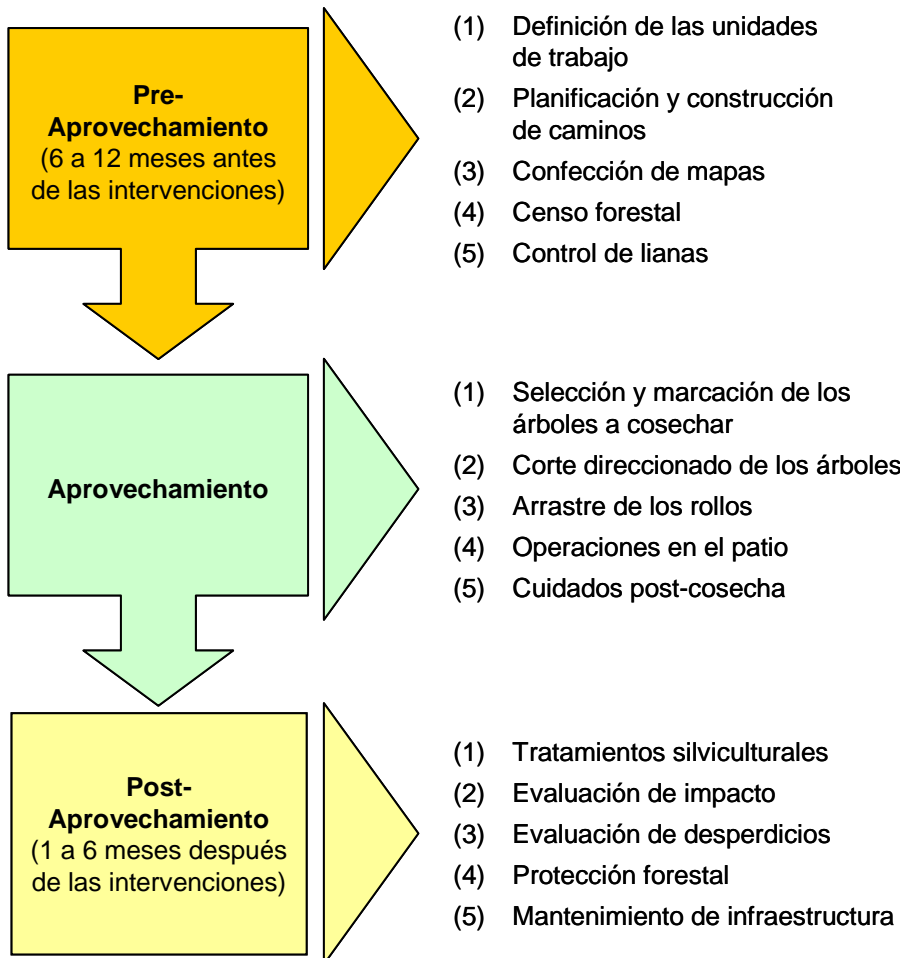 Pre-
Aprovechamiento
(6 a 12 meses antes
de las intervenciones)
(1) Definición de las unidades
de trabajo
(2) Planificación y construcción
de caminos
(3) Confección de mapas
(4) Censo forestal
(5) Control de lianas
Aprovechamiento
(1) Selección y marcación de los
árboles a cosechar
(2) Corte direccionado de los árboles
(3) Arrastre de los rollos
(4) Operaciones en el patio
(5) Cuidados post-cosecha
Post-
Aprovechamiento
(1 a 6 meses después
de las intervenciones)
(1) Tratamientos silviculturales
(2) Evaluación de impacto
(3) Evaluación de desperdicios
(4) Protección forestal
(5) Mantenimiento de infraestructura